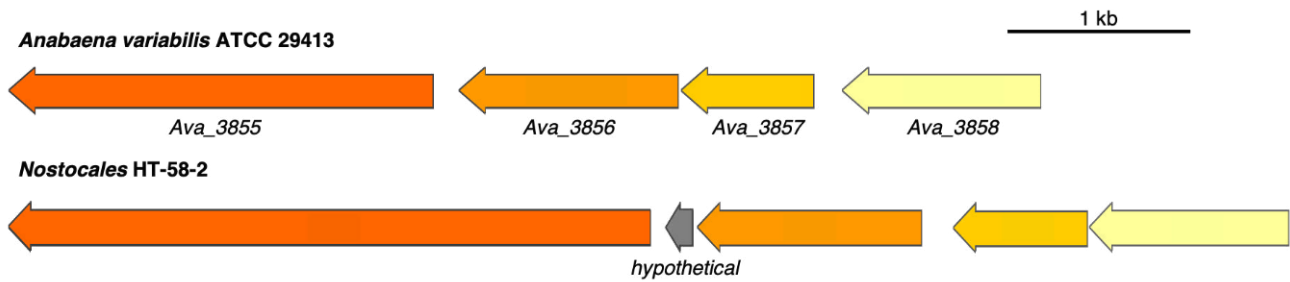 1 kb
Anabaena variabilis ATCC 29413
Ava_3855 Ava_3856 Ava_3857 Ava_3858
Nostocales HT-58-2
hypothetical